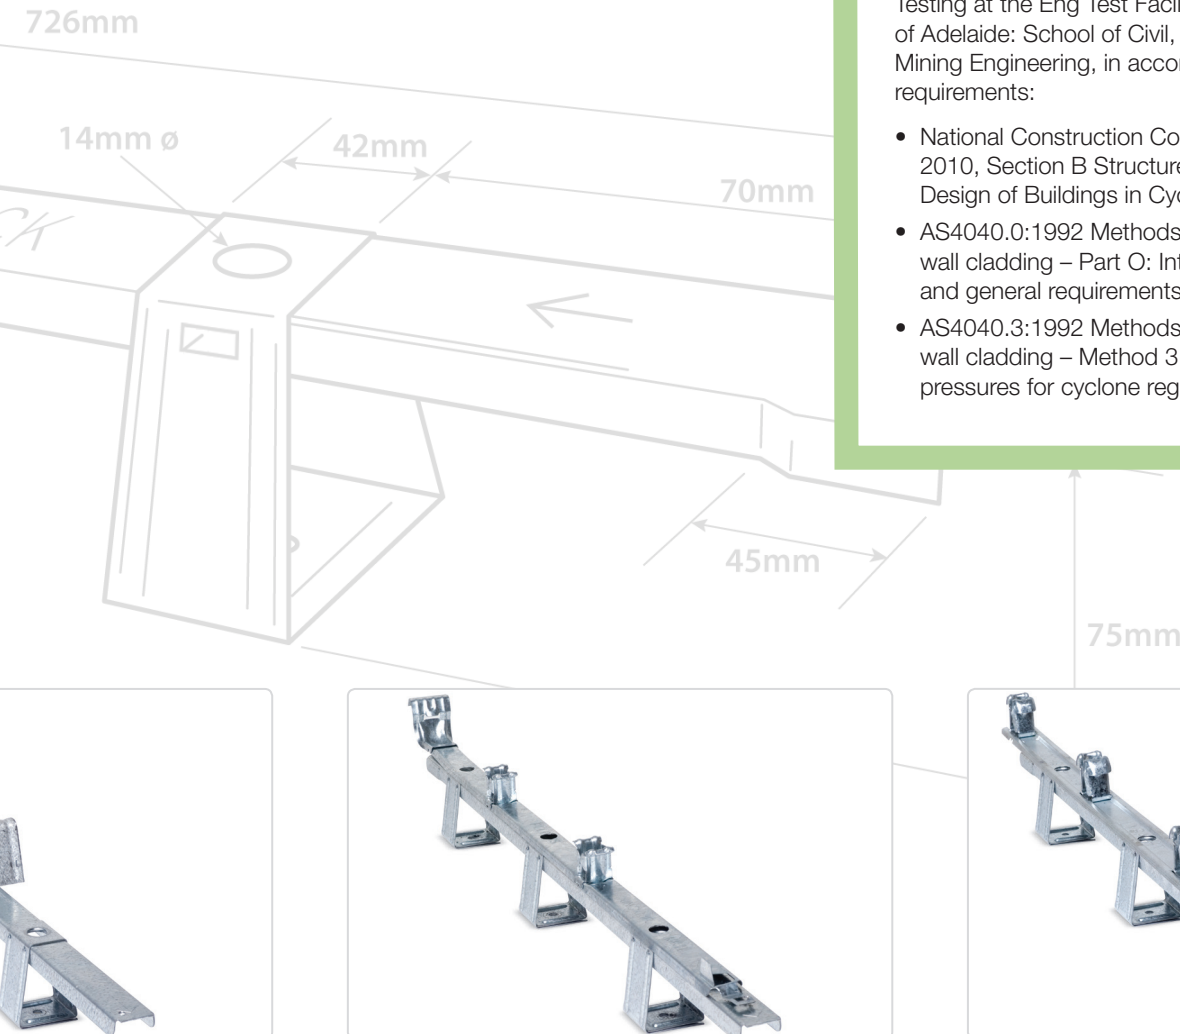 726mm
14mm ø
42mm
70mm
45mm
75mm
CK
Testing at the Eng Test Facil
of Adelaide: School of Civil,
Mining Engineering, in accor
requirements:
• National Construction Co
2010, Section B Structure
Design of Buildings in Cyc
• AS4040.0:1992 Methods
wall cladding – Part O: Int
and general requirements
• AS4040.3:1992 Methods
wall cladding – Method 3
pressures for cyclone reg